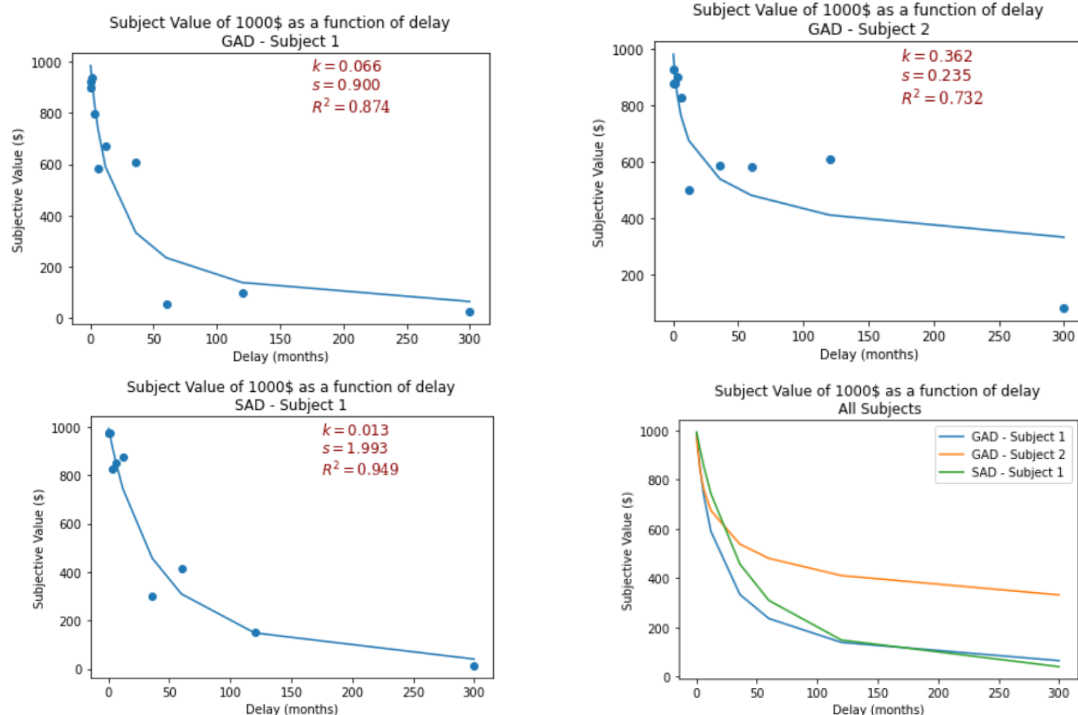 Subject Value of 1000$ as a function of delay
GAD - Subject 1
k = 0.066
s = 0.900
R² = 0.874
Subjective Value ($)
1000
800
600
400
200
0
0 50 100 150 200 250 300
Delay (months)
Subject Value of 1000$ as a function of delay
GAD - Subject 2
k = 0.362
s = 0.235
R² = 0.732
Subjective Value ($)
1000
800
600
400
200
0 50 100 150 200 250 300
Delay (months)
Subject Value of 1000$ as a function of delay
SAD - Subject 1
k = 0.013
s = 1.993
R² = 0.949
Subjective Value ($)
1000
800
600
400
200
0
0 50 100 150 200 250 300
Delay (months)
Subject Value of 1000$ as a function of delay
All Subjects
GAD - Subject 1
GAD - Subject 2
SAD - Subject 1
Subjective Value ($)
1000
800
600
400
200
0
0 50 100 150 200 250 300
Delay (months)